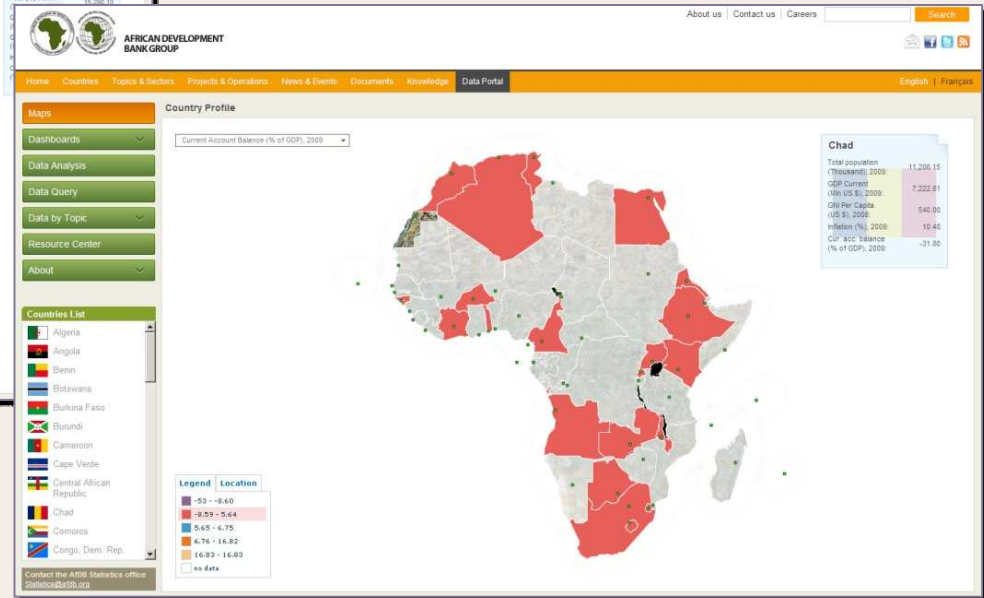 15,280.10
About us | Contact us | Careers
Search
AFRICAN DEVELOPMENT
BANK GROUP
Home Countries Topics & Sectors Projects & Operations News & Events Documents Knowledge Data Portal English | Français
Maps
Dashboards
Data Analysis
Data Query
Data by Topic
Resource Center
About
Countries List
Algeria
Angola
Benin
Botswana
Burkina Faso
Burundi
Cameroon
Cape Verde
Central African
Republic
Chad
Comoros
Congo, Dem. Rep.
Contact the AfDB Statistics office
Statistics@afdb.org
Country Profile
Current Account Balance (% of GDP), 2009
Chad
Total population
(Thousand), 2009: 11,206.15
GDP Current
(Mln US $), 2009: 7,222.81
GNI Per Capita
(US $), 2008: 540.00
Inflation (%), 2009: 10.48
Cur. acc. balance
(% of GDP), 2009: -31.80
Legend Location
-53 - -8.60
-8.59 - 5.64
5.65 - 6.75
6.76 - 16.82
16.83 - 16.83
no data